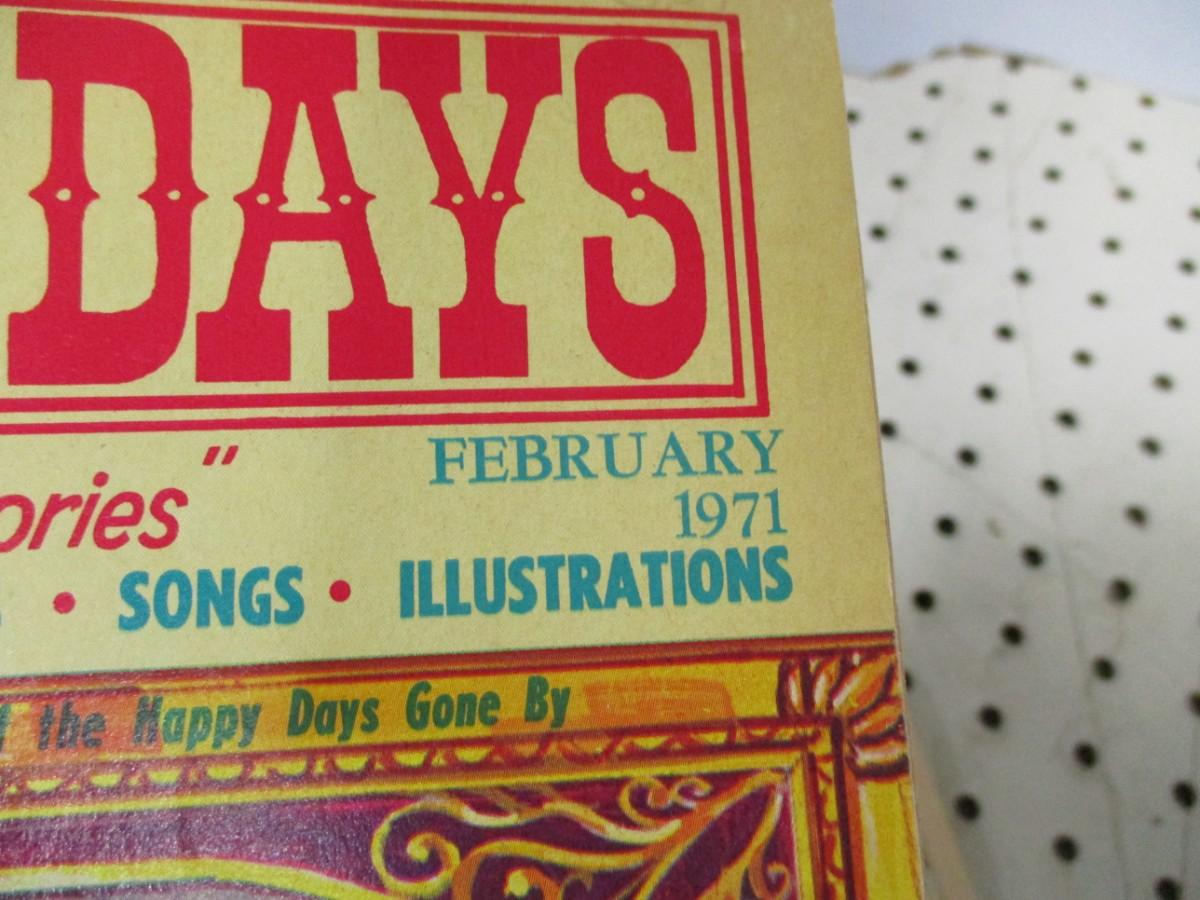 DAYS
ories"
FEBRUARY
1971
• SONGS • ILLUSTRATIONS
the Happy Days Gone By